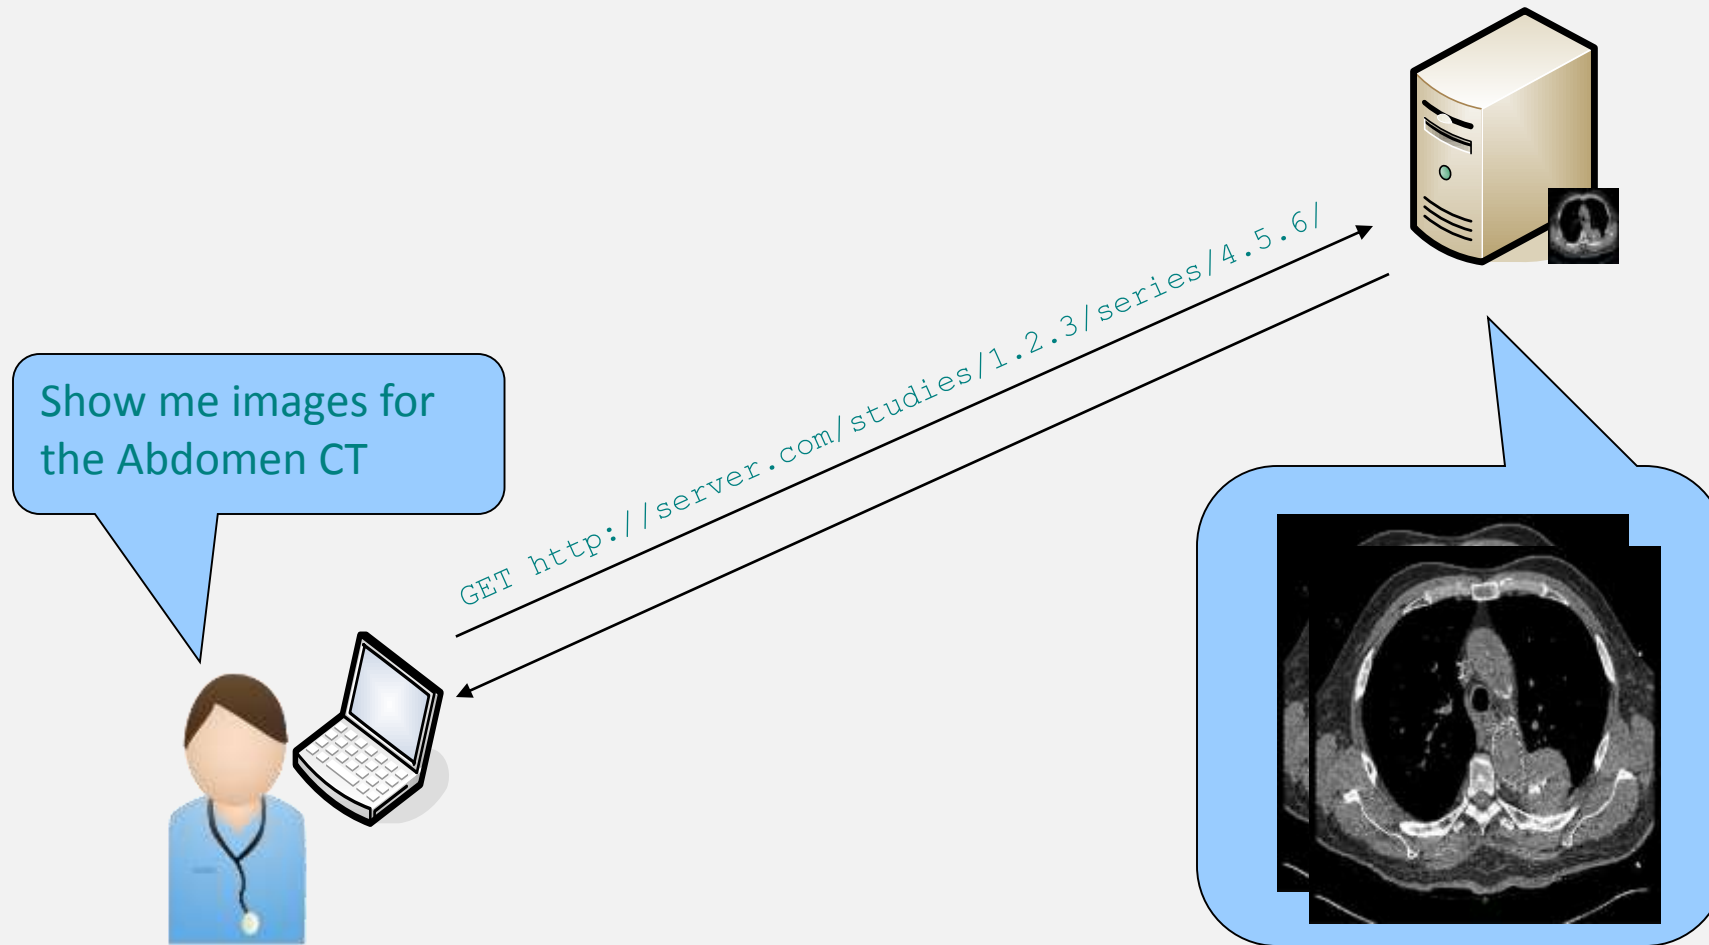 Show me images for
the Abdomen CT
GET http://server.com/studies/1.2.3/series/4.5.6/